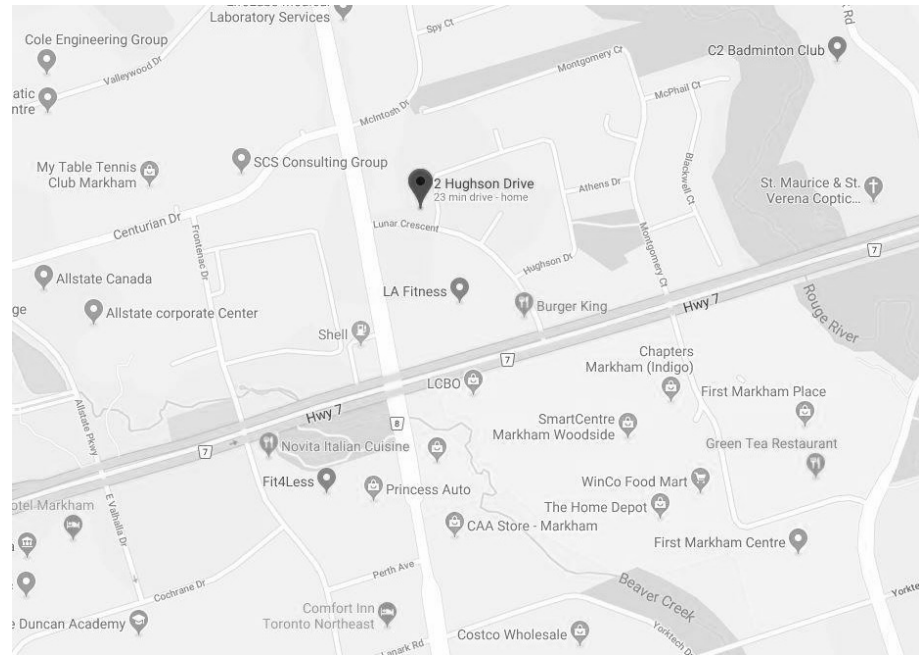 Laboratory Services
Spy Ct
Cole Engineering Group
Valleywood Dr
atic
ntre
McIntosh Dr
Montgomery Ct
McPhail Ct
C2 Badminton Club
Rd
My Table Tennis
Club Markham
SCS Consulting Group
2 Hughson Drive
23 min drive - home
Athens Dr
Blackwell Ct
St. Maurice & St.
Verena Coptic...
Centurian Dr
Frontenac Dr
Lunar Crescent
Hughson Dr
Montgomery Ct
7
Allstate Canada
ge
Allstate corporate Center
LA Fitness
Burger King
Hwy 7
Rouge River
Shell
7
LCBO
Chapters
Markham (Indigo)
First Markham Place
Allstate Pkwy
Hwy 7
8
SmartCentre
Markham Woodside
Green Tea Restaurant
7
Novita Italian Cuisine
Fit4Less
Princess Auto
WinCo Food Mart
The Home Depot
otel Markham
E Valhalla Dr
CAA Store - Markham
First Markham Centre
Cochrane Dr
Perth Ave
Beaver Creek
Yorkte
e Duncan Academy
Comfort Inn
Toronto Northeast
Lanark Rd
Costco Wholesale
Yorktech Dr